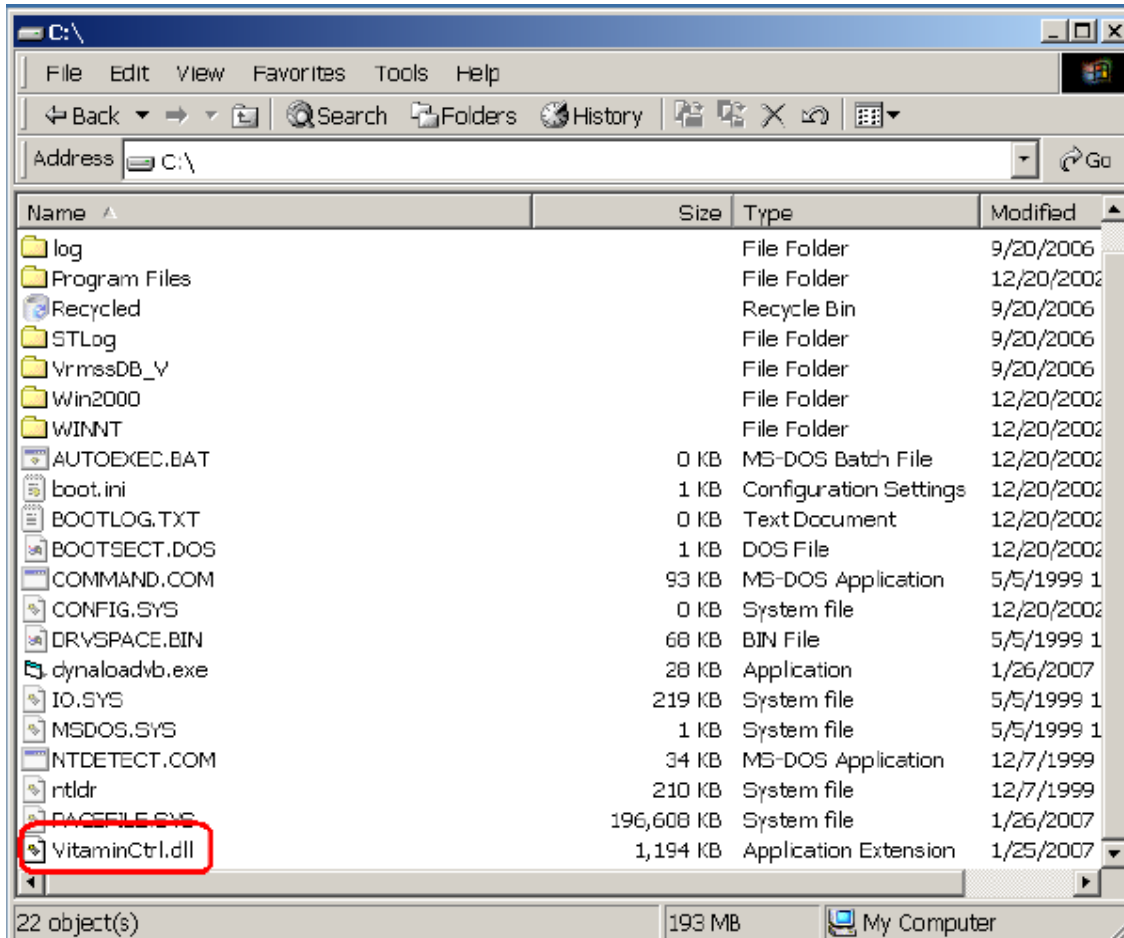 C:\
File Edit View Favorites Tools Help
Back Search Folders History
Address C:\ Go
Name Size Type Modified
log File Folder 9/20/2006
Program Files File Folder 12/20/2002
Recycled Recycle Bin 9/20/2006
STLog File Folder 9/20/2006
VrmssDB_V File Folder 9/20/2006
Win2000 File Folder 12/20/2002
WINNT File Folder 12/20/2002
AUTOEXEC.BAT 0 KB MS-DOS Batch File 12/20/2002
boot.ini 1 KB Configuration Settings 12/20/2002
BOOTLOG.TXT 0 KB Text Document 12/20/2002
BOOTSECT.DOS 1 KB DOS File 12/20/2002
COMMAND.COM 93 KB MS-DOS Application 5/5/1999 1
CONFIG.SYS 0 KB System file 12/20/2002
DRVSPACE.BIN 68 KB BIN File 5/5/1999 1
dynaloadvb.exe 28 KB Application 1/26/2007
IO.SYS 219 KB System file 5/5/1999 1
MSDOS.SYS 1 KB System file 5/5/1999 1
NTDETECT.COM 34 KB MS-DOS Application 12/7/1999
ntldr 210 KB System file 12/7/1999
PAGEFILE.SYS 196,608 KB System file 1/26/2007
VitaminCtrl.dll 1,194 KB Application Extension 1/25/2007
22 object(s) 193 MB My Computer